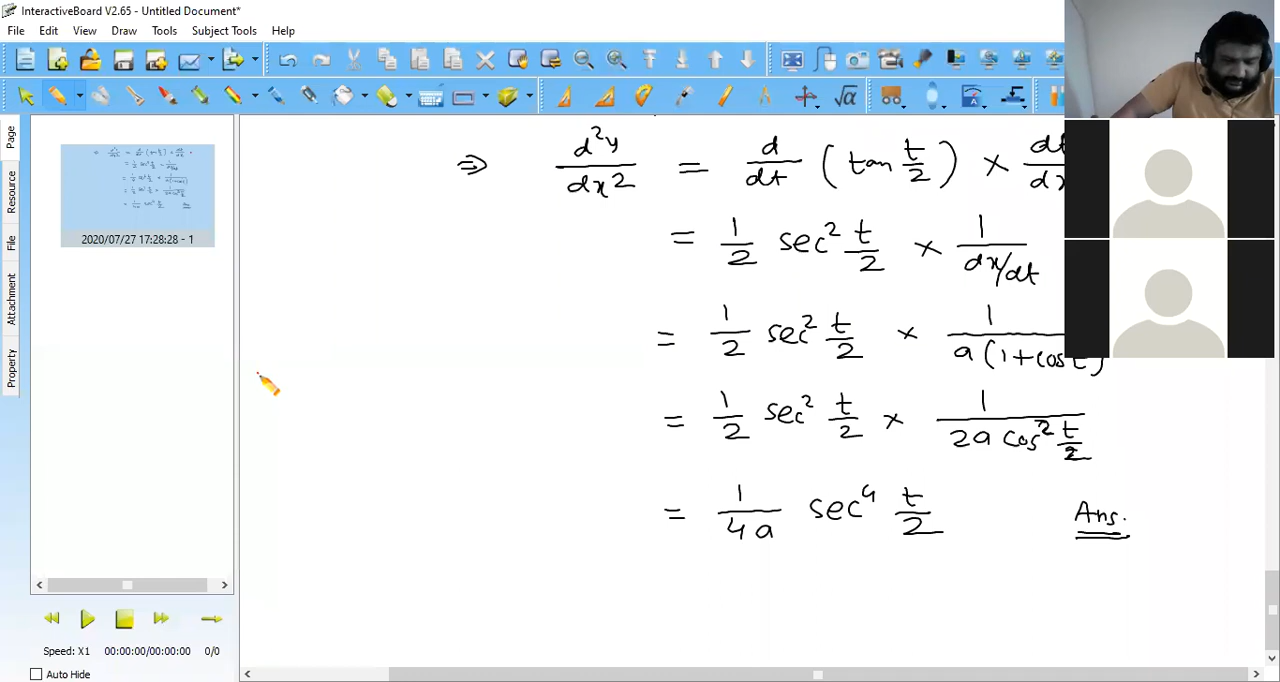 InteractiveBoard V2.65 - Untitled Document*
File Edit View Draw Tools Subject Tools Help
Page
Resource
File
Attachment
Property
2020/07/27 17:28:28 - 1
Speed: X1 00:00:00/00:00:00 0/0
Auto Hide
⇒ d²y/dx² = d/dt (tan t/2) × dt/dx
= 1/2 sec² t/2 × 1/(dx/dt)
= 1/2 sec² t/2 × 1/a(1+cost)
= 1/2 sec² t/2 × 1/2a cos² t/2
= 1/4a sec⁴ t/2 Ans.